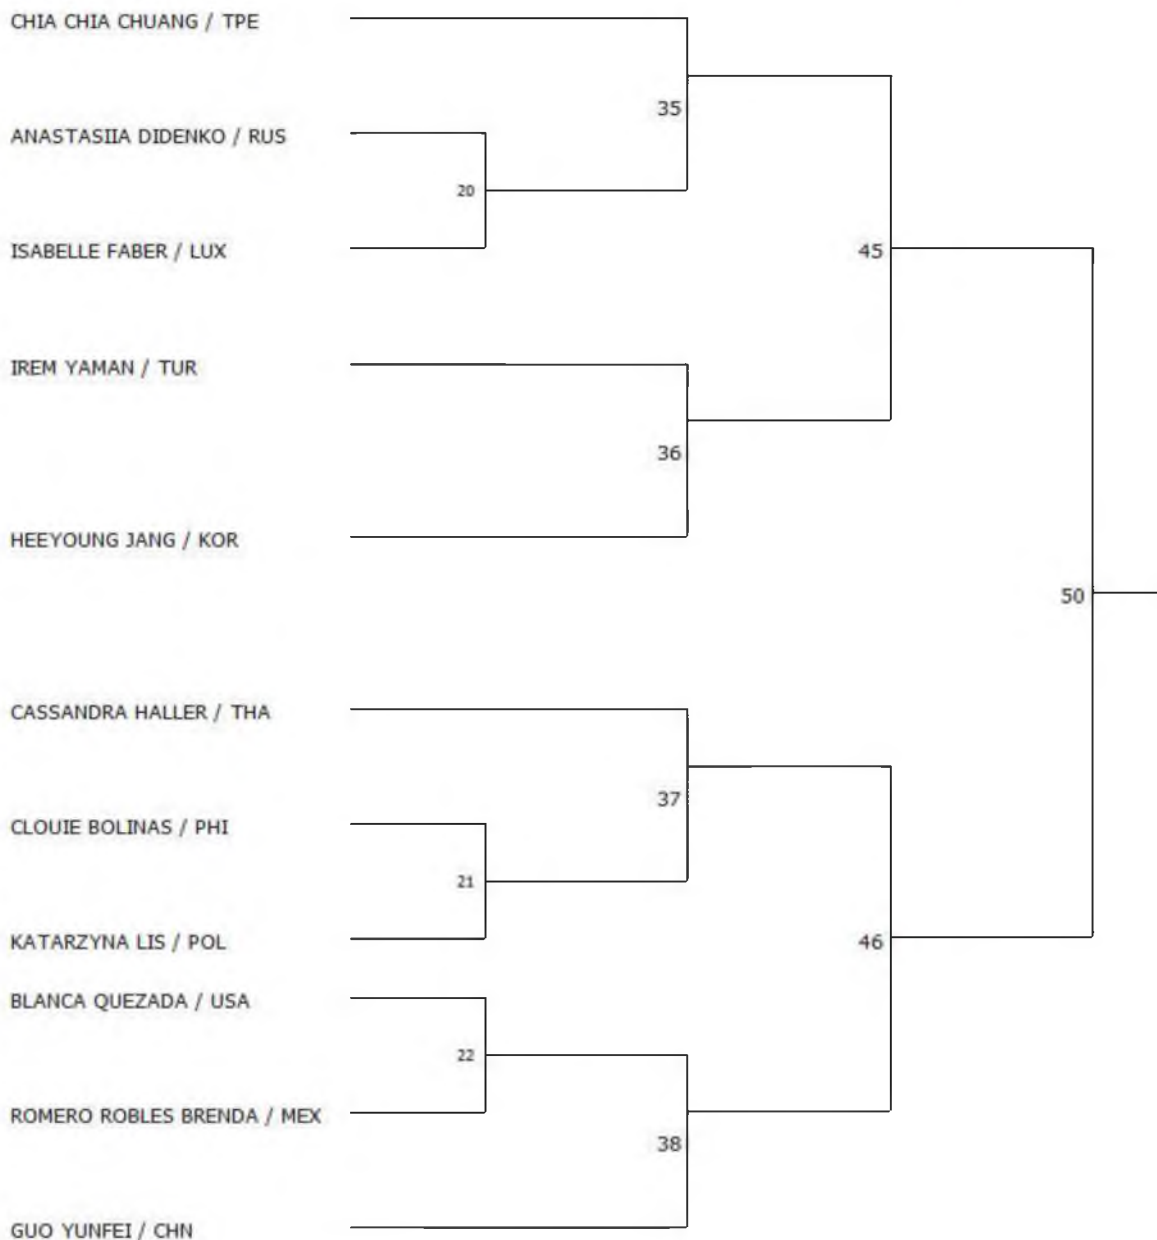 CHIA CHIA CHUANG / TPE
35
ANASTASIIA DIDENKO / RUS
20
ISABELLE FABER / LUX
45
IREM YAMAN / TUR
36
HEEYOUNG JANG / KOR
50
CASSANDRA HALLER / THA
37
CLOUIE BOLINAS / PHI
21
KATARZYNA LIS / POL
46
BLANCA QUEZADA / USA
22
ROMERO ROBLES BRENDA / MEX
38
GUO YUNFEI / CHN